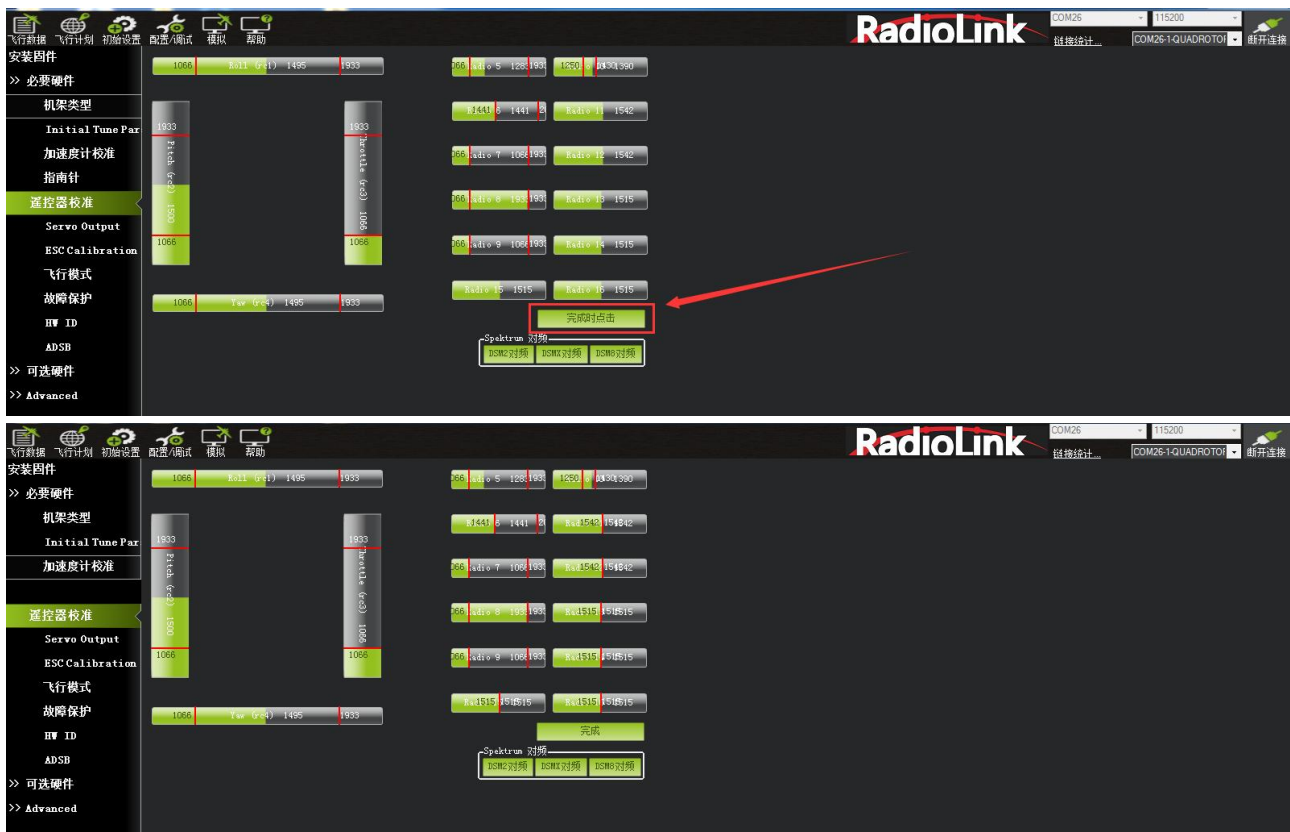 飞行数据 飞行计划 初始设置 配置/调试 模拟 帮助
RadioLink
COM26 115200
链接统计... COM26-1-QUADROTOR 断开连接
安装固件
>> 必要硬件
机架类型
Initial Tune Par
加速度计校准
指南针
遥控器校准
Servo Output
ESC Calibration
飞行模式
故障保护
HW ID
ADSB
>> 可选硬件
>> Advanced
1066 Roll (rc1) 1495 1933
1933 Pitch (rc2) 1500 1066
1933 Throttle (rc3) 1066 1066
1066 Yaw (rc4) 1495 1933
1441 1441
Radio 11 1542
Radio 7
Radio 12 1542
Radio 8
Radio 13 1515
Radio 9
Radio 14 1515
Radio 15 1515
Radio 16 1515
完成时点击
Spektrum 对频
DSM2对频 DSMX对频 DSM8对频
飞行数据 飞行计划 初始设置 配置/调试 模拟 帮助
RadioLink
COM26 115200
链接统计... COM26-1-QUADROTOR 断开连接
安装固件
>> 必要硬件
机架类型
Initial Tune Par
加速度计校准
遥控器校准
Servo Output
ESC Calibration
飞行模式
故障保护
HW ID
ADSB
>> 可选硬件
>> Advanced
1066 Roll (rc1) 1495 1933
1933 Pitch (rc2) 1500 1066
1933 Throttle (rc3) 1066 1066
1066 Yaw (rc4) 1495 1933
1441 1441
1542
1542
1515
1515
1515
1515
完成
Spektrum 对频
DSM2对频 DSMX对频 DSM8对频